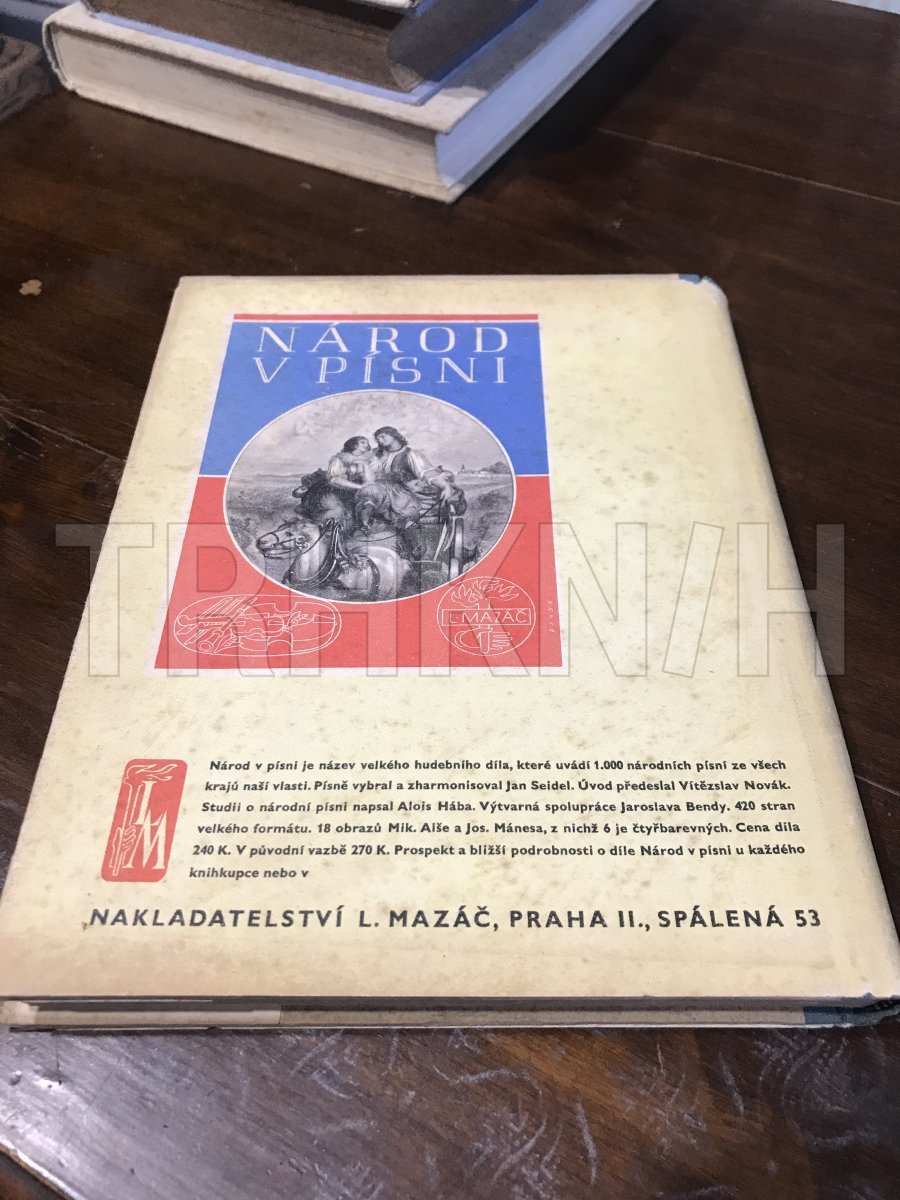 NÁROD
V PÍSNI
L. MAZÁČ
BENDA
LM
Národ v písni je název velkého hudebního díla, které uvádí 1.000 národních písní ze všech
krajů naší vlasti. Písně vybral a zharmonisoval Jan Seidel. Úvod předeslal Vítězslav Novák.
Studii o národní písni napsal Alois Hába. Výtvarná spolupráce Jaroslava Bendy. 420 stran
velkého formátu. 18 obrazů Mik. Alše a Jos. Mánesa, z nichž 6 je čtyřbarevných. Cena díla
240 K. V původní vazbě 270 K. Prospekt a bližší podrobnosti o díle Národ v písni u každého
knihkupce nebo v
NAKLADATELSTVÍ L. MAZÁČ, PRAHA II., SPÁLENÁ 53
TRHKN/H